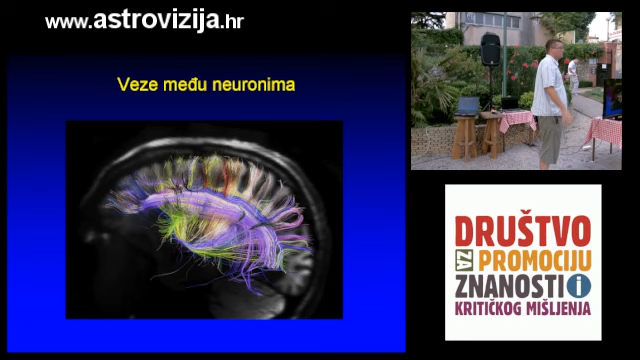 www.astrovizija.hr
Veze među neuronima
DRUŠTVO
ZA PROMOCIJU
ZNANOSTI i
KRITIČKOG MIŠLJENJA